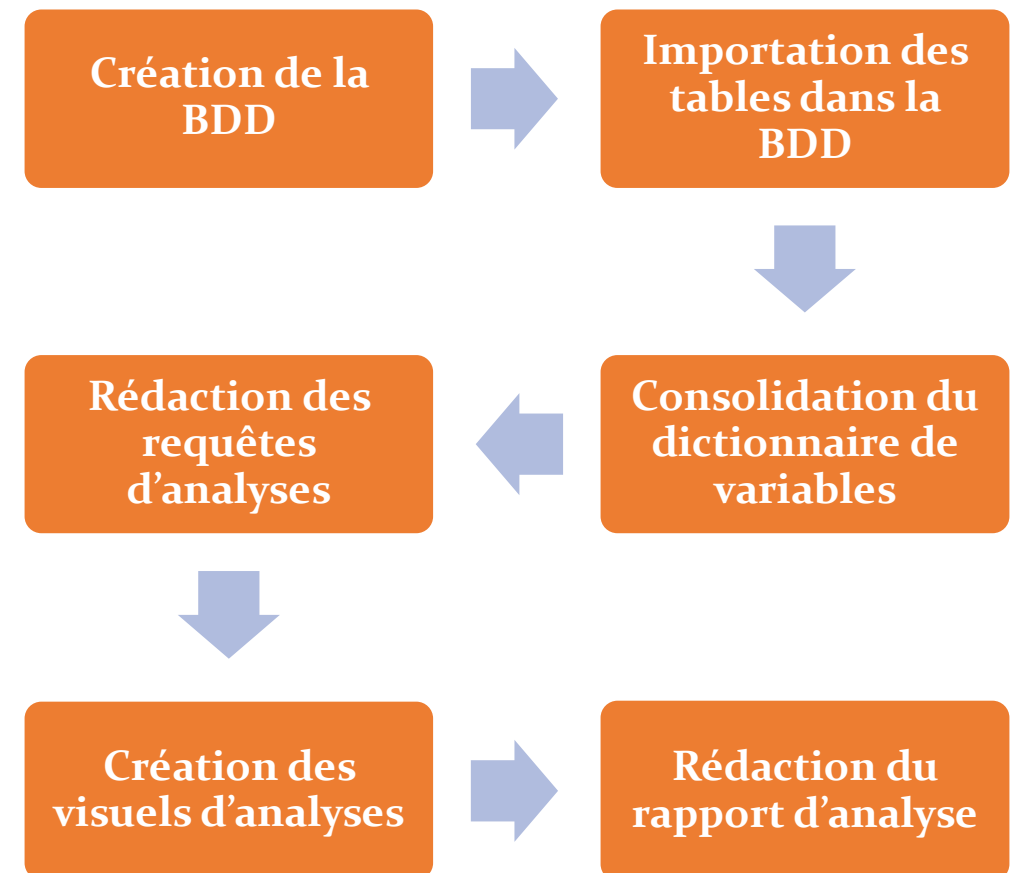 Création de la
BDD
Importation des
tables dans la
BDD
Consolidation du
dictionnaire de
variables
Rédaction des
requêtes
d’analyses
Création des
visuels d’analyses
Rédaction du
rapport d’analyse